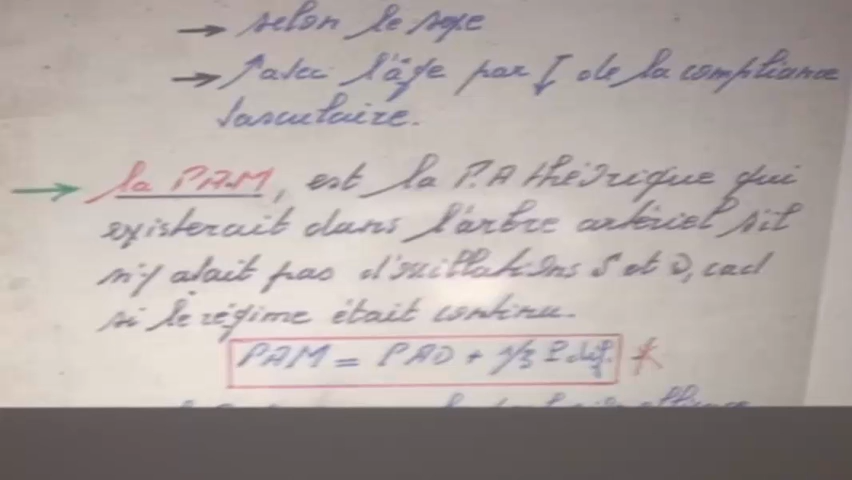 → selon le sexe
→ ↑ avec l'âge par ↓ de la compliance
vasculaire.
→ la PAM, est la P.A théorique qui
existerait dans l'arbre artériel s'il
n'y avait pas d'oscillations S et D, cad
si le régime était continu.
PAM = PAD + 1/3 P dif.